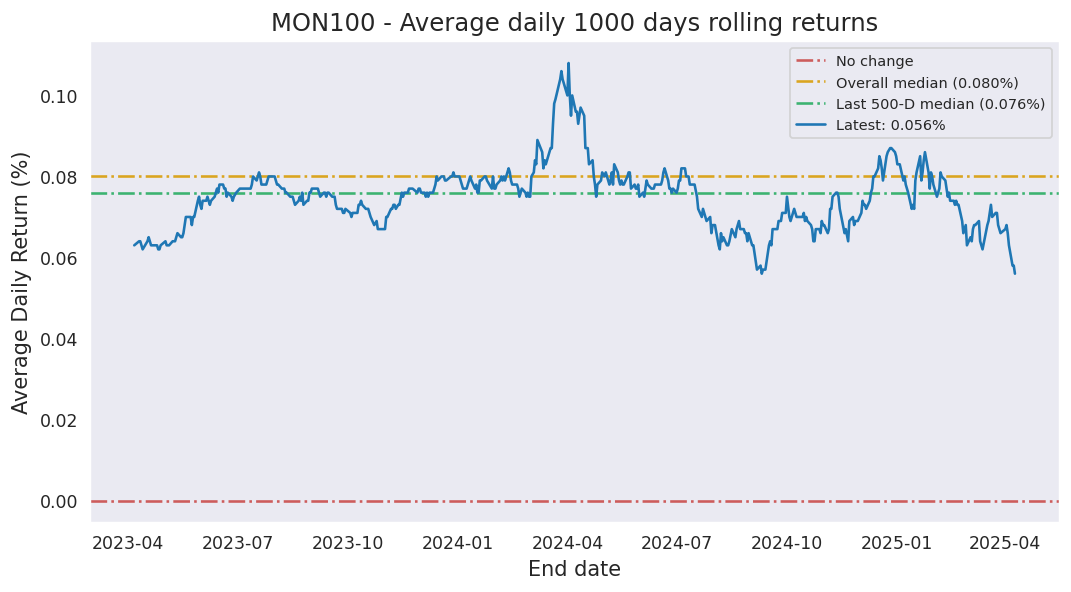 MON100 - Average daily 1000 days rolling returns
No change
Overall median (0.080%)
Last 500-D median (0.076%)
Latest: 0.056%
Average Daily Return (%)
0.10
0.08
0.06
0.04
0.02
0.00
2023-04 2023-07 2023-10 2024-01 2024-04 2024-07 2024-10 2025-01 2025-04
End date